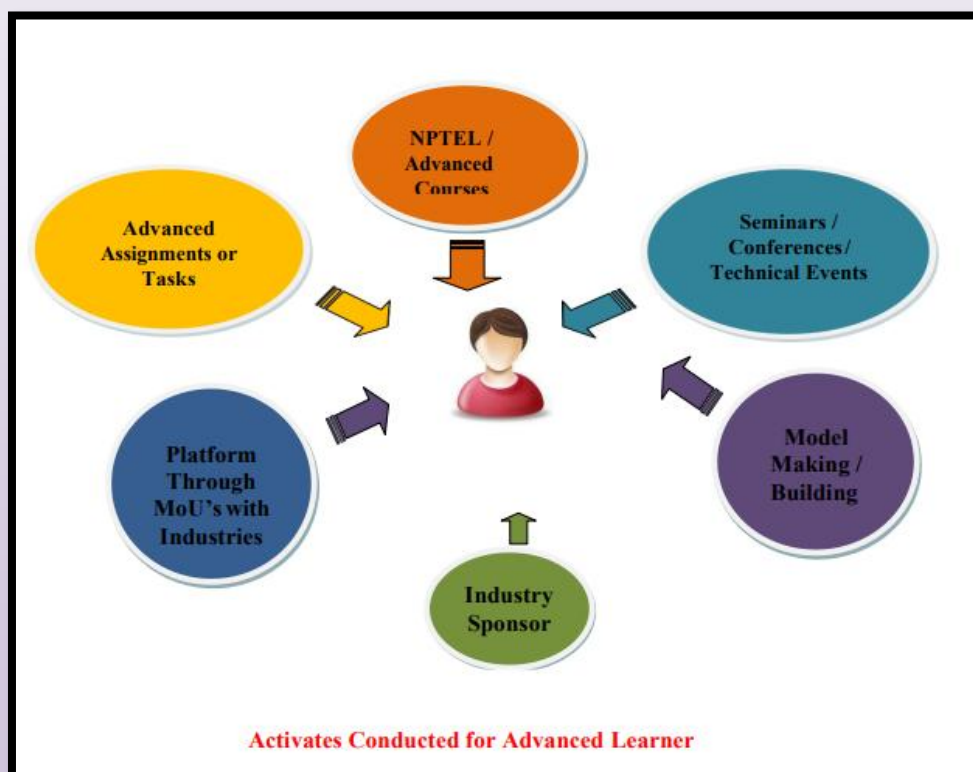 NPTEL /
Advanced
Courses
Advanced
Assignments or
Tasks
Seminars /
Conferences/
Technical Events
Platform
Through
MoU's with
Industries
Model
Making /
Building
Industry
Sponsor
Activates Conducted for Advanced Learner